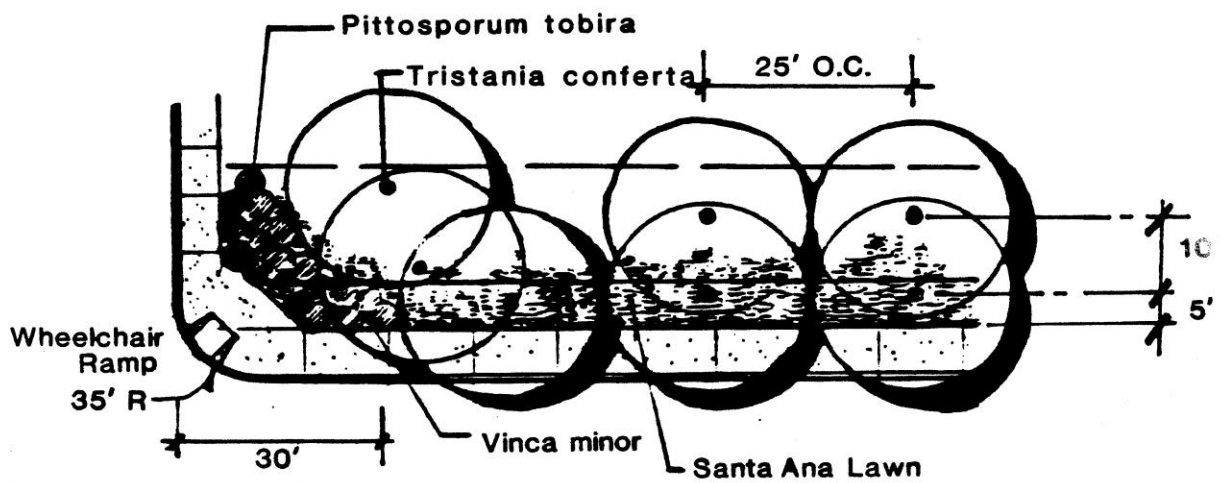 Pittosporum tobira
Tristania conferta
25' O.C.
10
5'
Wheelchair
Ramp
35' R
30'
Vinca minor
Santa Ana Lawn